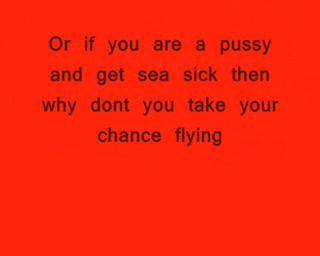 Or if you are a pussy
and get sea sick then
why dont you take your
chance flying